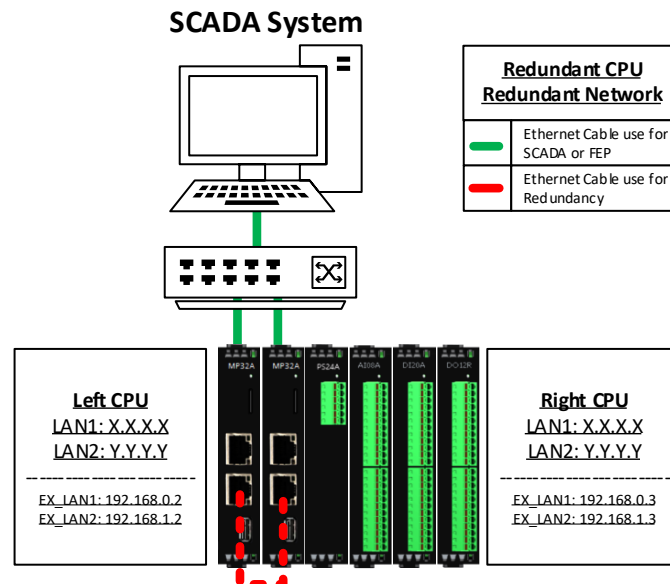 SCADA System
Redundant CPU
Redundant Network
Ethernet Cable use for
SCADA or FEP
Ethernet Cable use for
Redundancy
MP32A
MP32A
PS24A
AI08A
DI20A
DO12R
Left CPU
LAN1: X.X.X.X
LAN2: Y.Y.Y.Y
EX_LAN1: 192.168.0.2
EX_LAN2: 192.168.1.2
Right CPU
LAN1: X.X.X.X
LAN2: Y.Y.Y.Y
EX_LAN1: 192.168.0.3
EX_LAN2: 192.168.1.3